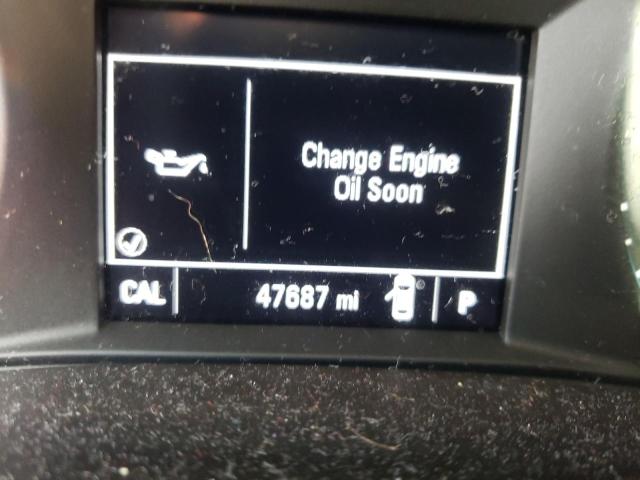 Change Engine
Oil Soon
CAL 47687 mi P